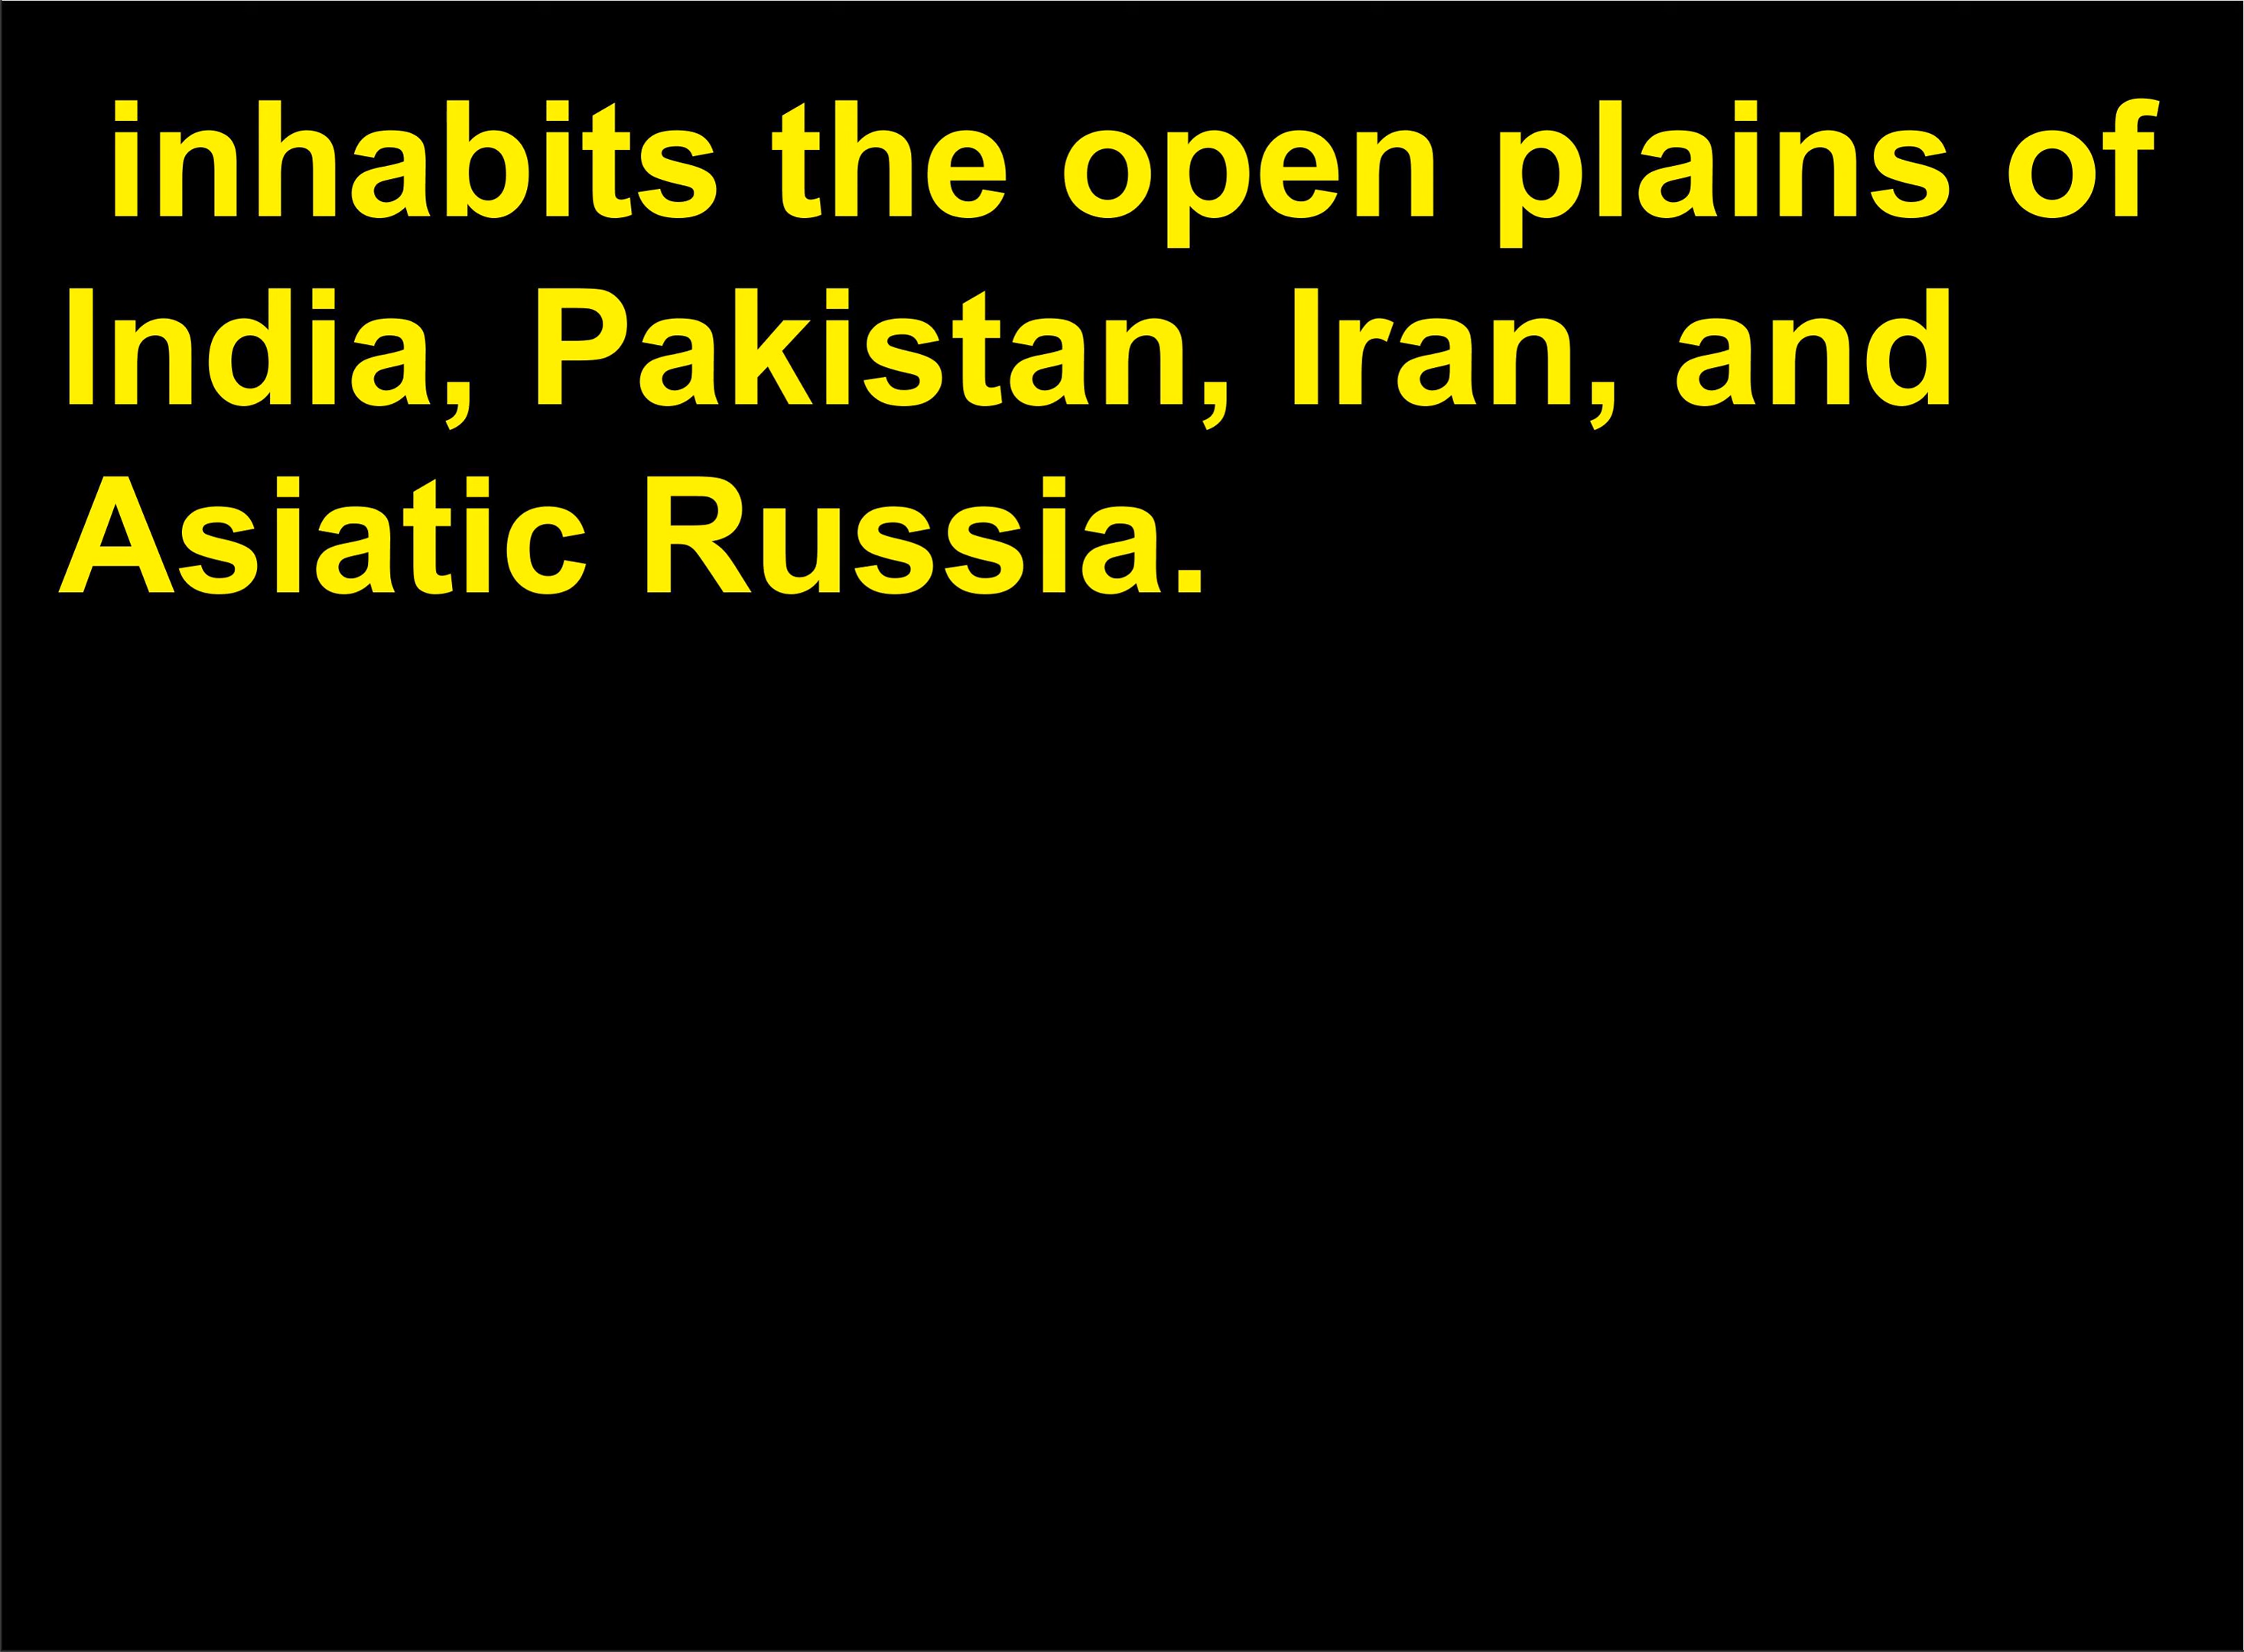 inhabits the open plains of
India, Pakistan, Iran, and
Asiatic Russia.